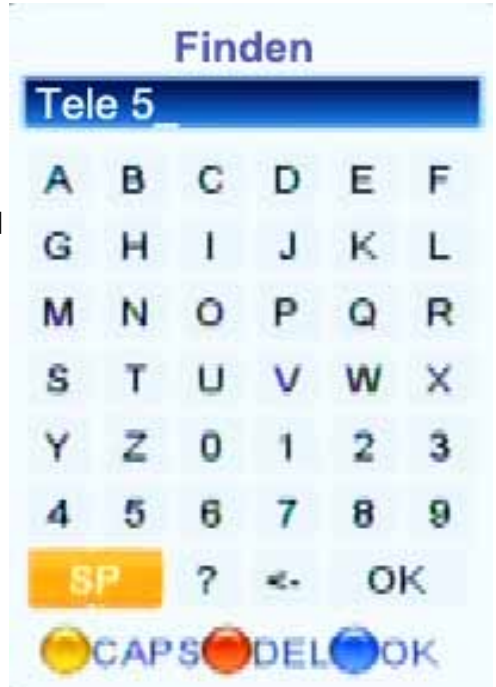 Finden
Tele 5_
A B C D E F
G H I J K L
M N O P Q R
S T U V W X
Y Z 0 1 2 3
4 5 6 7 8 9
SP ? <- OK
CAPS DEL OK